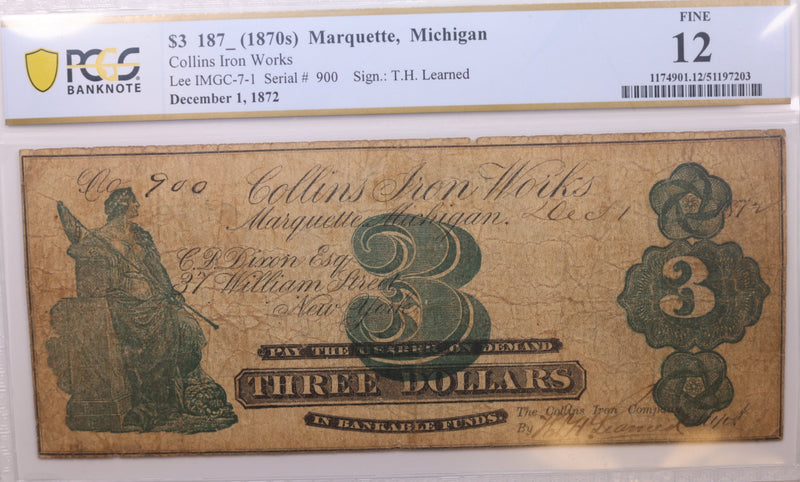 PCGS
BANKNOTE
$3 187_ (1870s) Marquette, Michigan
Collins Iron Works
Lee IMGC-7-1 Serial # 900 Sign.: T.H. Learned
December 1, 1872
FINE
12
1174901.12/51197203
No 900
Collins Iron Works
Marquette, Michigan. Dec 1 1872
C.D. Dixon Esq.
37 William Street
New York
3
3
PAY THE BEARER ON DEMAND
THREE DOLLARS
IN BANKABLE FUNDS.
The Collins Iron Company
By T H Learned